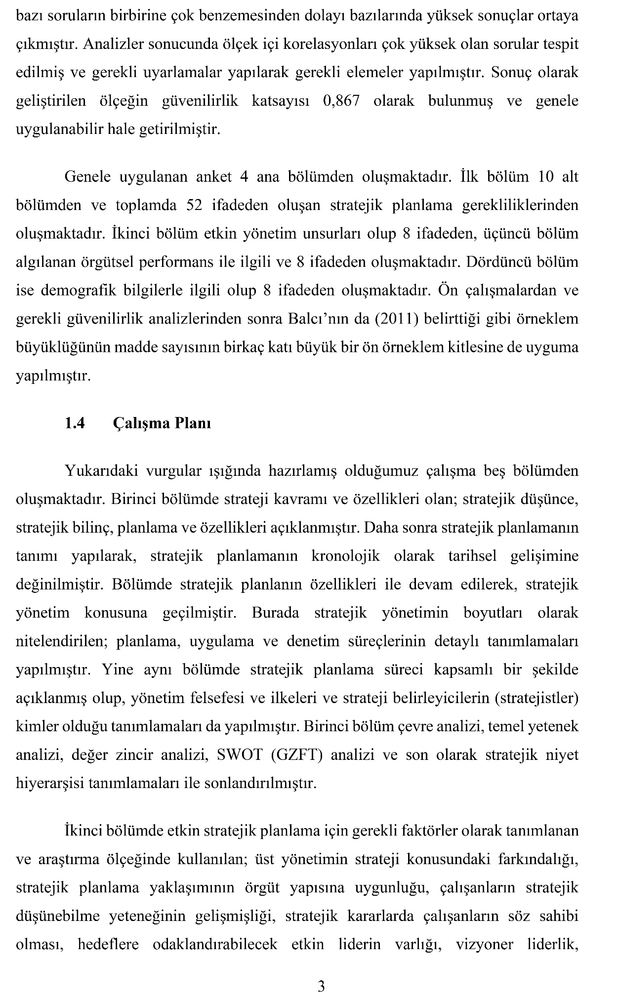 bazı soruların birbirine çok benzemesinden dolayı bazılarında yüksek sonuçlar ortaya
çıkmıştır. Analizler sonucunda ölçek içi korelasyonları çok yüksek olan sorular tespit
edilmiş ve gerekli uyarlamalar yapılarak gerekli elemeler yapılmıştır. Sonuç olarak
geliştirilen ölçeğin güvenilirlik katsayısı 0,867 olarak bulunmuş ve genele
uygulanabilir hale getirilmiştir.
Genele uygulanan anket 4 ana bölümden oluşmaktadır. İlk bölüm 10 alt
bölümden ve toplamda 52 ifadeden oluşan stratejik planlama gerekliliklerinden
oluşmaktadır. İkinci bölüm etkin yönetim unsurları olup 8 ifadeden, üçüncü bölüm
algılanan örgütsel performans ile ilgili ve 8 ifadeden oluşmaktadır. Dördüncü bölüm
ise demografik bilgilerle ilgili olup 8 ifadeden oluşmaktadır. Ön çalışmalardan ve
gerekli güvenilirlik analizlerinden sonra Balcı’nın da (2011) belirttiği gibi örneklem
büyüklüğünün madde sayısının birkaç katı büyük bir ön örneklem kitlesine de uyguma
yapılmıştır.
1.4 Çalışma Planı
Yukarıdaki vurgular ışığında hazırlamış olduğumuz çalışma beş bölümden
oluşmaktadır. Birinci bölümde strateji kavramı ve özellikleri olan; stratejik düşünce,
stratejik bilinç, planlama ve özellikleri açıklanmıştır. Daha sonra stratejik planlamanın
tanımı yapılarak, stratejik planlamanın kronolojik olarak tarihsel gelişimine
değinilmiştir. Bölümde stratejik planlanın özellikleri ile devam edilerek, stratejik
yönetim konusuna geçilmiştir. Burada stratejik yönetimin boyutları olarak
nitelendirilen; planlama, uygulama ve denetim süreçlerinin detaylı tanımlamaları
yapılmıştır. Yine aynı bölümde stratejik planlama süreci kapsamlı bir şekilde
açıklanmış olup, yönetim felsefesi ve ilkeleri ve strateji belirleyicilerin (stratejistler)
kimler olduğu tanımlamaları da yapılmıştır. Birinci bölüm çevre analizi, temel yetenek
analizi, değer zincir analizi, SWOT (GZFT) analizi ve son olarak stratejik niyet
hiyerarşisi tanımlamaları ile sonlandırılmıştır.
İkinci bölümde etkin stratejik planlama için gerekli faktörler olarak tanımlanan
ve araştırma ölçeğinde kullanılan; üst yönetimin strateji konusundaki farkındalığı,
stratejik planlama yaklaşımının örgüt yapısına uygunluğu, çalışanların stratejik
düşünebilme yeteneğinin gelişmişliği, stratejik kararlarda çalışanların söz sahibi
olması, hedeflere odaklandırabilecek etkin liderin varlığı, vizyoner liderlik,
3